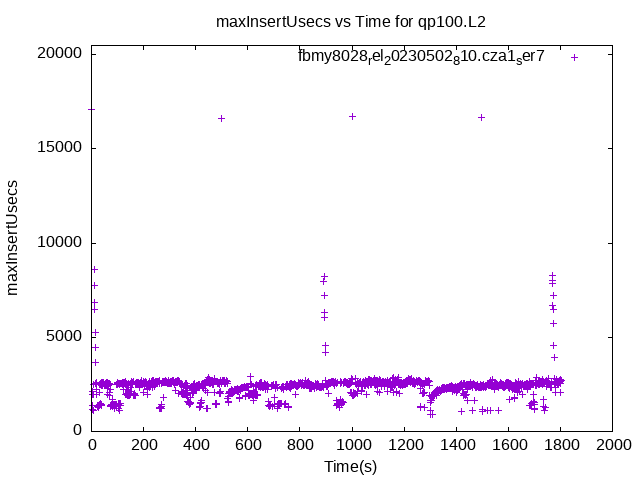 maxInsertUsecs vs Time for qp100.L2
fbmy8028rel20230502810.cza1ser7
20000
15000
10000
5000
0
maxInsertUsecs
0 200 400 600 800 1000 1200 1400 1600 1800 2000
Time(s)